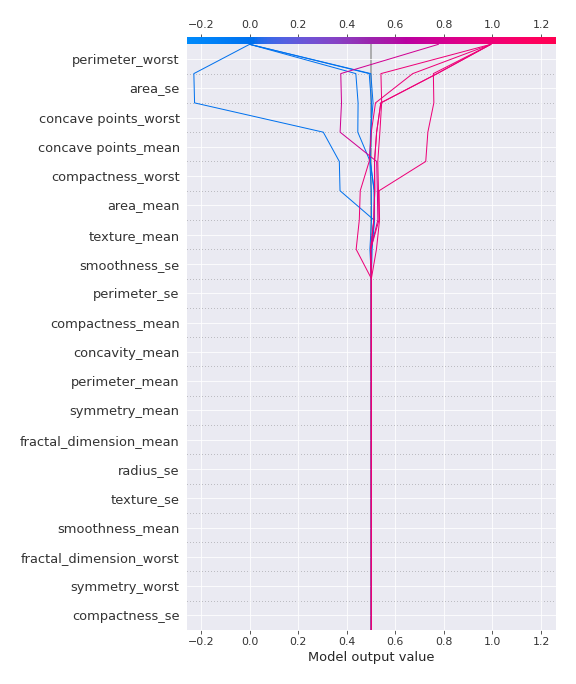 −0.2 0.0 0.2 0.4 0.6 0.8 1.0 1.2
perimeter_worst
area_se
concave points_worst
concave points_mean
compactness_worst
area_mean
texture_mean
smoothness_se
perimeter_se
compactness_mean
concavity_mean
perimeter_mean
symmetry_mean
fractal_dimension_mean
radius_se
texture_se
smoothness_mean
fractal_dimension_worst
symmetry_worst
compactness_se
−0.2 0.0 0.2 0.4 0.6 0.8 1.0 1.2
Model output value